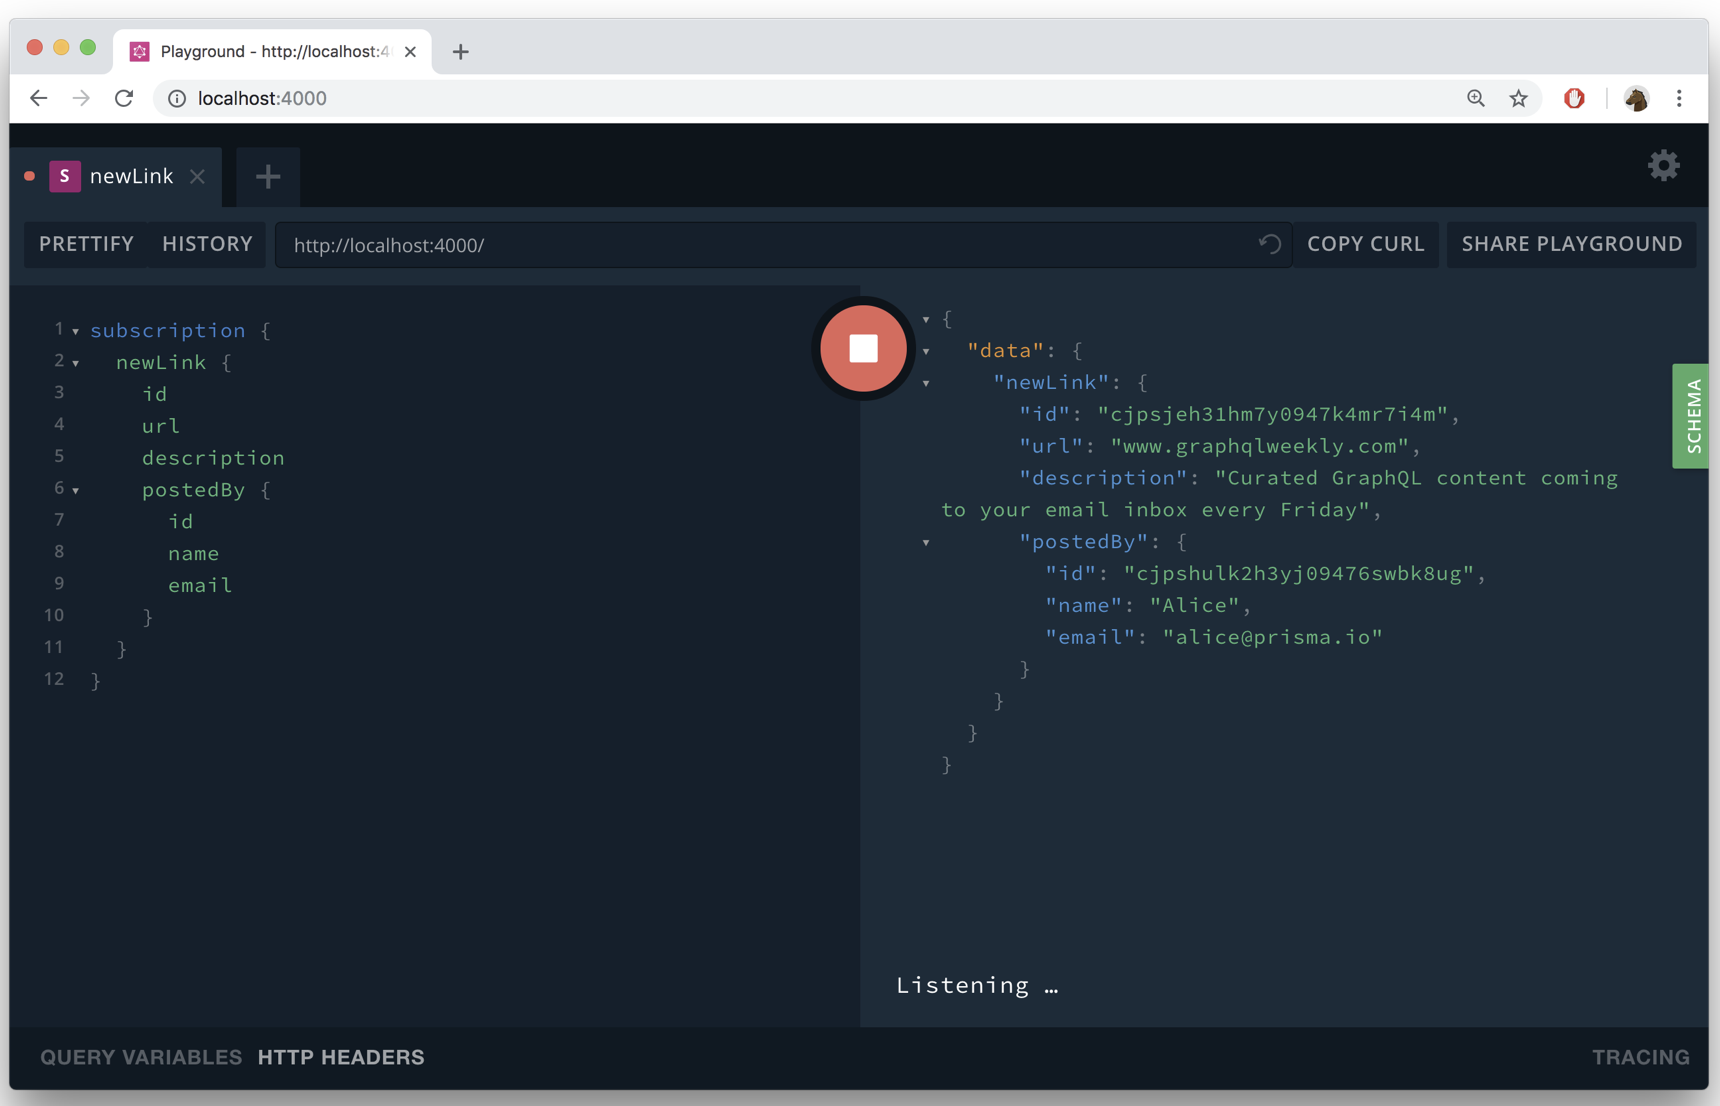 Playground - http://localhost:4
localhost:4000
S newLink
PRETTIFY HISTORY http://localhost:4000/ COPY CURL SHARE PLAYGROUND
1 subscription {
2 newLink {
3 id
4 url
5 description
6 postedBy {
7 id
8 name
9 email
10 }
11 }
12 }
{
"data": {
"newLink": {
"id": "cjpsjeh31hm7y0947k4mr7i4m",
"url": "www.graphqlweekly.com",
"description": "Curated GraphQL content coming
to your email inbox every Friday",
"postedBy": {
"id": "cjpshulk2h3yj09476swbk8ug",
"name": "Alice",
"email": "alice@prisma.io"
}
}
}
}
SCHEMA
Listening …
QUERY VARIABLES HTTP HEADERS TRACING